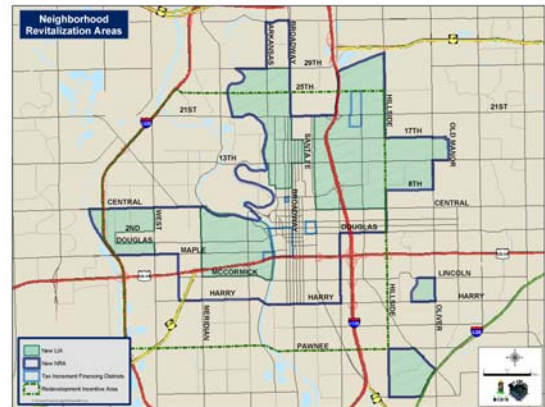 Neighborhood
Revitalization Areas
ARKANSAS
BROADWAY
29TH
25TH
21ST
HILLSIDE
21ST
17TH
OLD MANOR
13TH
SANTA FE
8TH
CENTRAL
BROADWAY
CENTRAL
2ND
WEST
DOUGLAS
DOUGLAS
MAPLE
MCCORMICK
LINCOLN
HARRY
HARRY
HARRY
MERIDIAN
HILLSIDE
OLIVER
PAWNEE
New LIA
New NRA
Tax Increment Financing Districts
Redevelopment Incentive Area